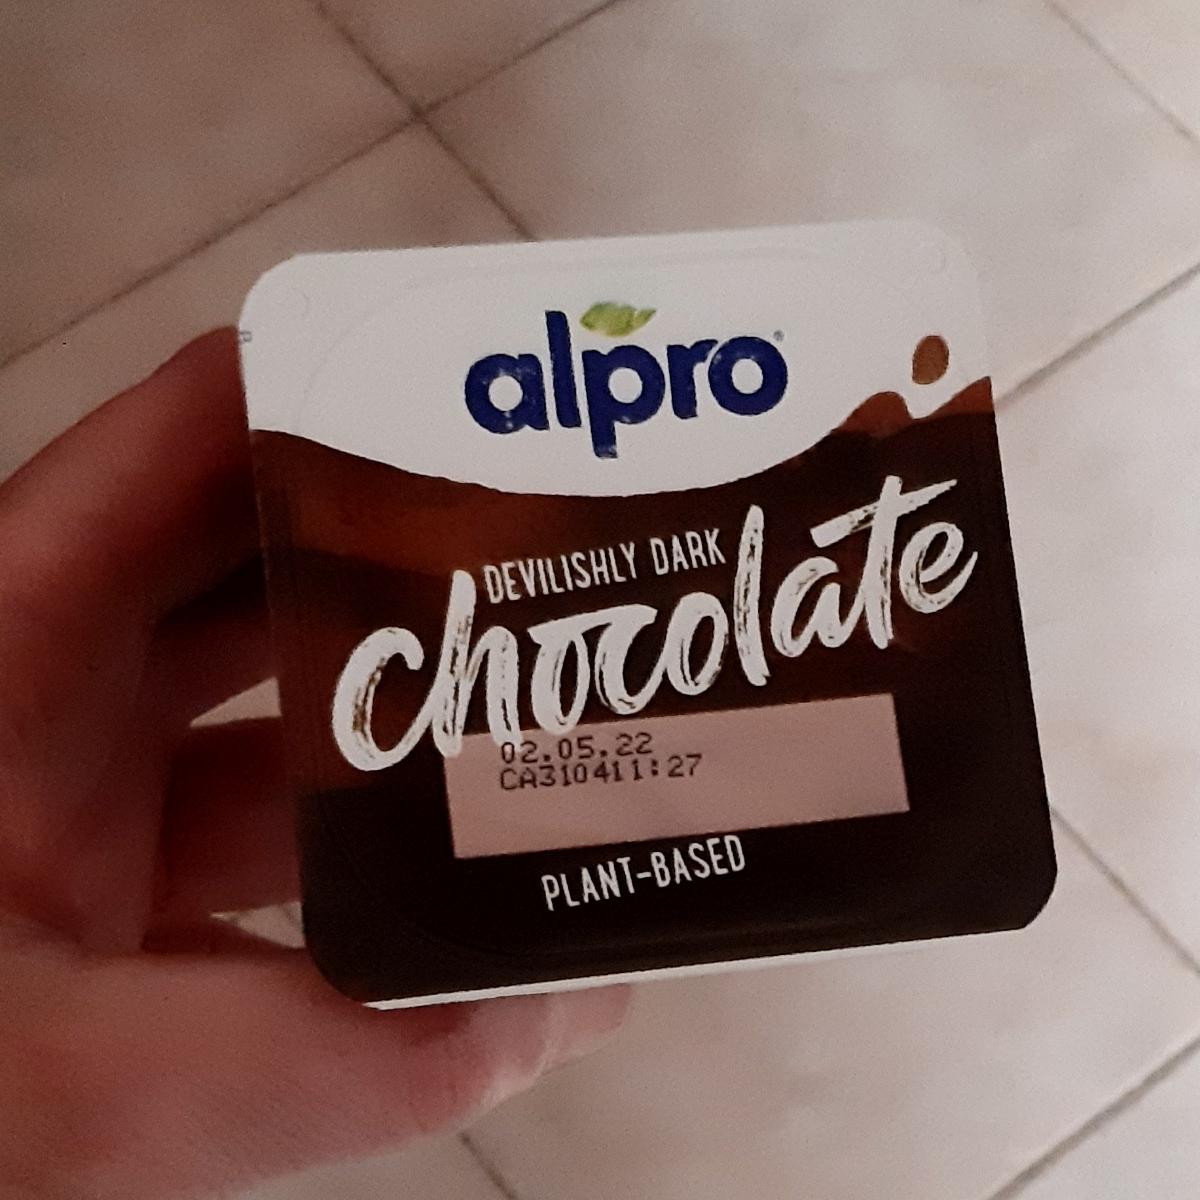 alpro
DEVILISHLY DARK
chocolate
02.05.22
CA310411:27
PLANT-BASED